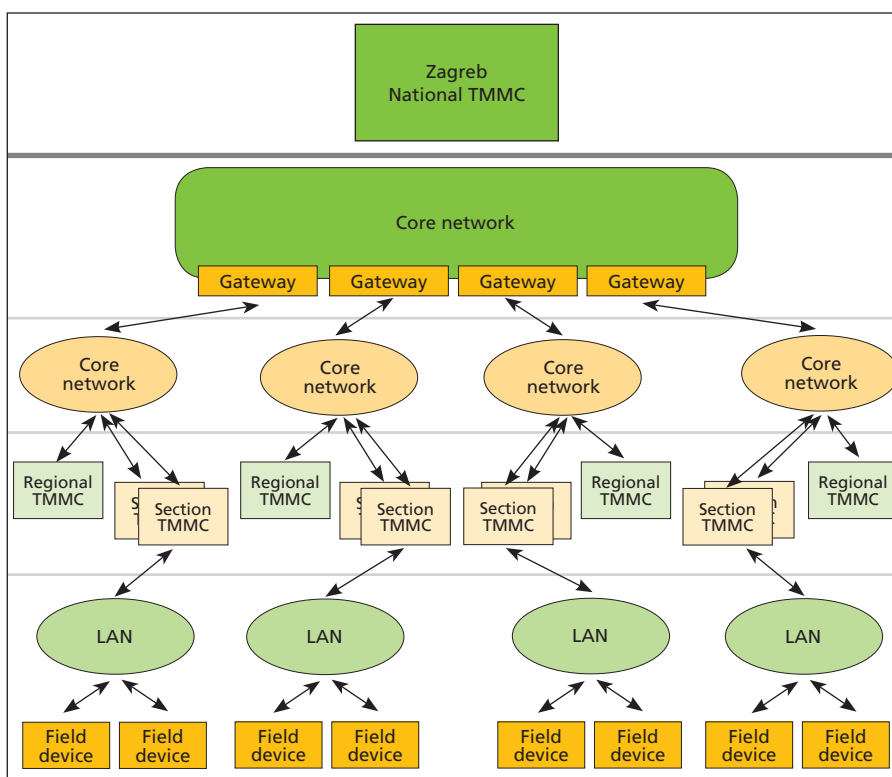 Zagreb
National TMMC
Core network
Gateway
Gateway
Gateway
Gateway
Core
network
Core
network
Core
network
Core
network
Regional
TMMC
Section
TMMC
Regional
TMMC
Section
TMMC
Section
TMMC
Regional
TMMC
Section
TMMC
Regional
TMMC
LAN
LAN
LAN
LAN
Field
device
Field
device
Field
device
Field
device
Field
device
Field
device
Field
device
Field
device